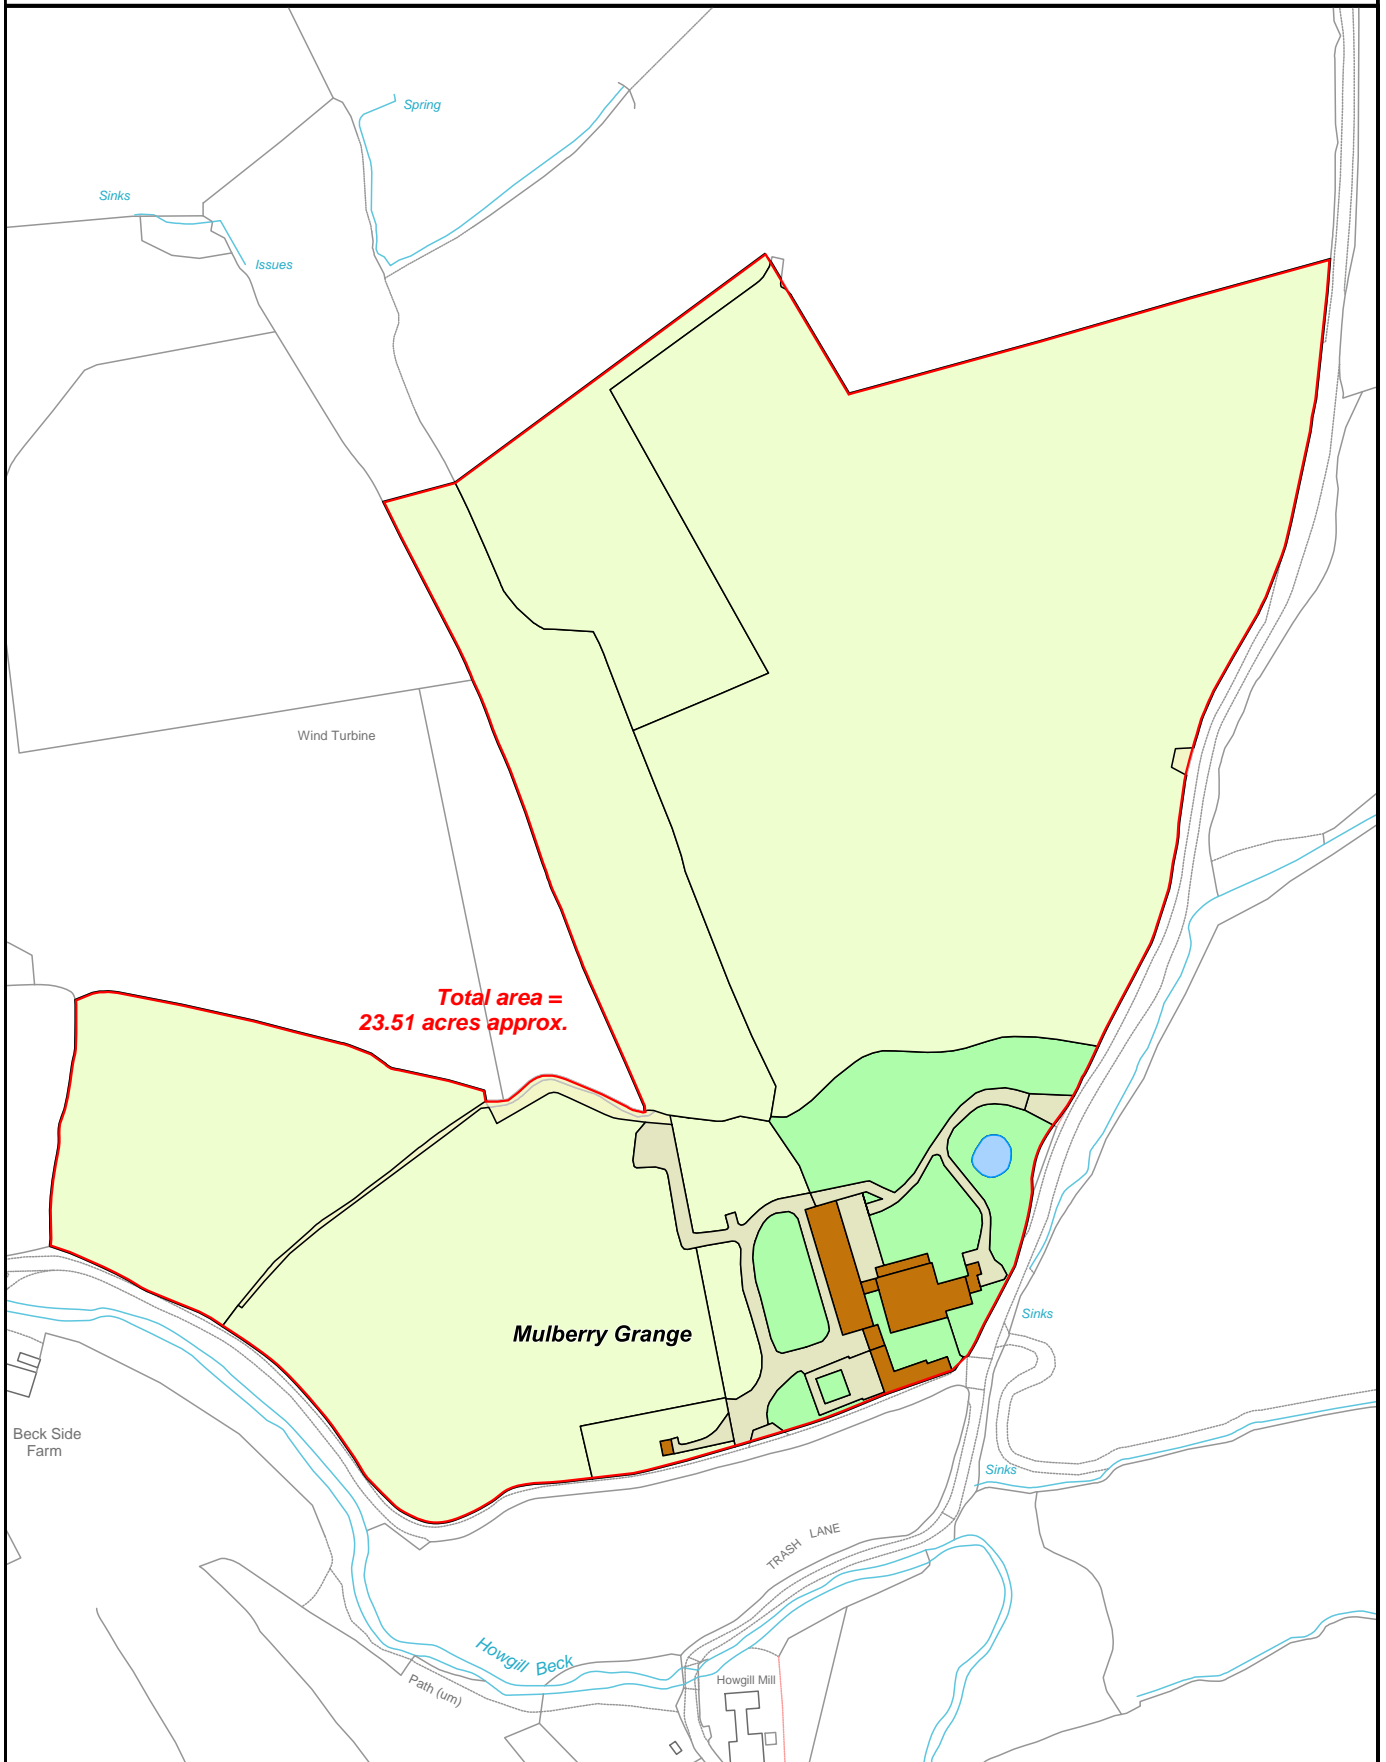 Spring
Sinks
Issues
Wind Turbine
Total area =
23.51 acres approx.
Mulberry Grange
Sinks
Beck Side
Farm
Sinks
TRASH LANE
Howgill Beck
Path (um)
Howgill Mill